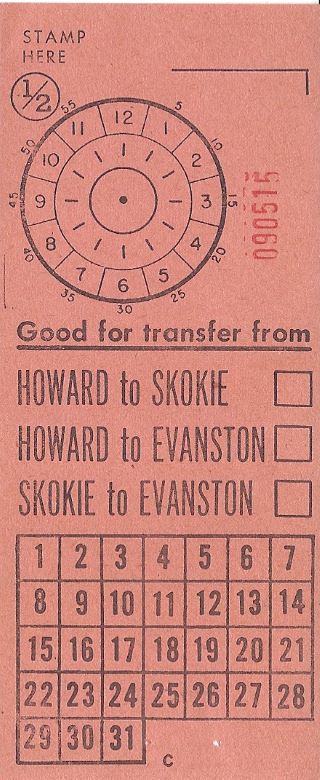 STAMP
HERE
1/2
55 5
11 12 1
50
10 2
45 9 3 15
8 4
40 20
7 6 5
35 30 25
090515
Good for transfer from
HOWARD to SKOKIE
HOWARD to EVANSTON
SKOKIE to EVANSTON
1 2 3 4 5 6 7
8 9 10 11 12 13 14
15 16 17 18 19 20 21
22 23 24 25 26 27 28
29 30 31
C